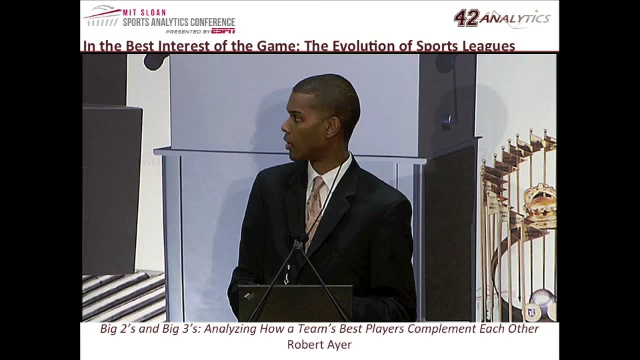 MIT SLOAN
SPORTS ANALYTICS CONFERENCE
PRESENTED BY ESPN
42 ANALYTICS
In the Best Interest of the Game: The Evolution of Sports Leagues
Big 2's and Big 3's: Analyzing How a Team's Best Players Complement Each Other
Robert Ayer